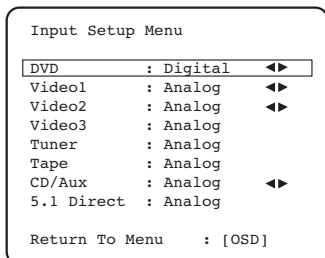 Input Setup Menu
DVD : Digital ◄►
Video1 : Analog ◄►
Video2 : Analog ◄►
Video3 : Analog
Tuner : Analog
Tape : Analog
CD/Aux : Analog ◄►
5.1 Direct : Analog
Return To Menu : [OSD]